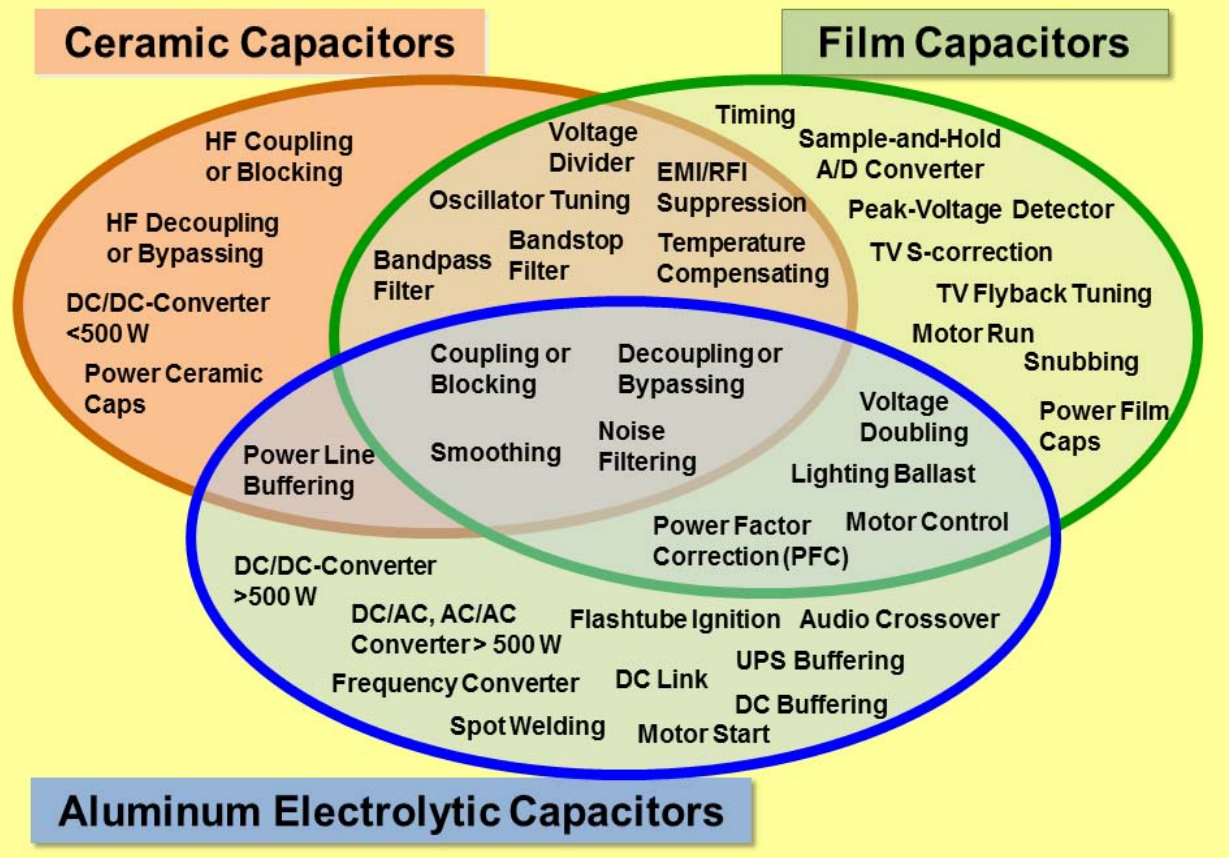 Ceramic Capacitors
Film Capacitors
HF Coupling
or Blocking
HF Decoupling
or Bypassing
DC/DC-Converter
<500 W
Power Ceramic
Caps
Voltage
Divider
Oscillator Tuning
Bandpass
Filter
Bandstop
Filter
EMI/RFI
Suppression
Temperature
Compensating
Timing
Sample-and-Hold
A/D Converter
Peak-Voltage Detector
TV S-correction
TV Flyback Tuning
Motor Run
Snubbing
Power Film
Caps
Coupling or
Blocking
Decoupling or
Bypassing
Smoothing
Noise
Filtering
Power Line
Buffering
Voltage
Doubling
Lighting Ballast
Power Factor
Correction (PFC)
Motor Control
DC/DC-Converter
>500 W
DC/AC, AC/AC
Converter > 500 W
Flashtube Ignition
Audio Crossover
Frequency Converter
DC Link
UPS Buffering
DC Buffering
Spot Welding
Motor Start
Aluminum Electrolytic Capacitors